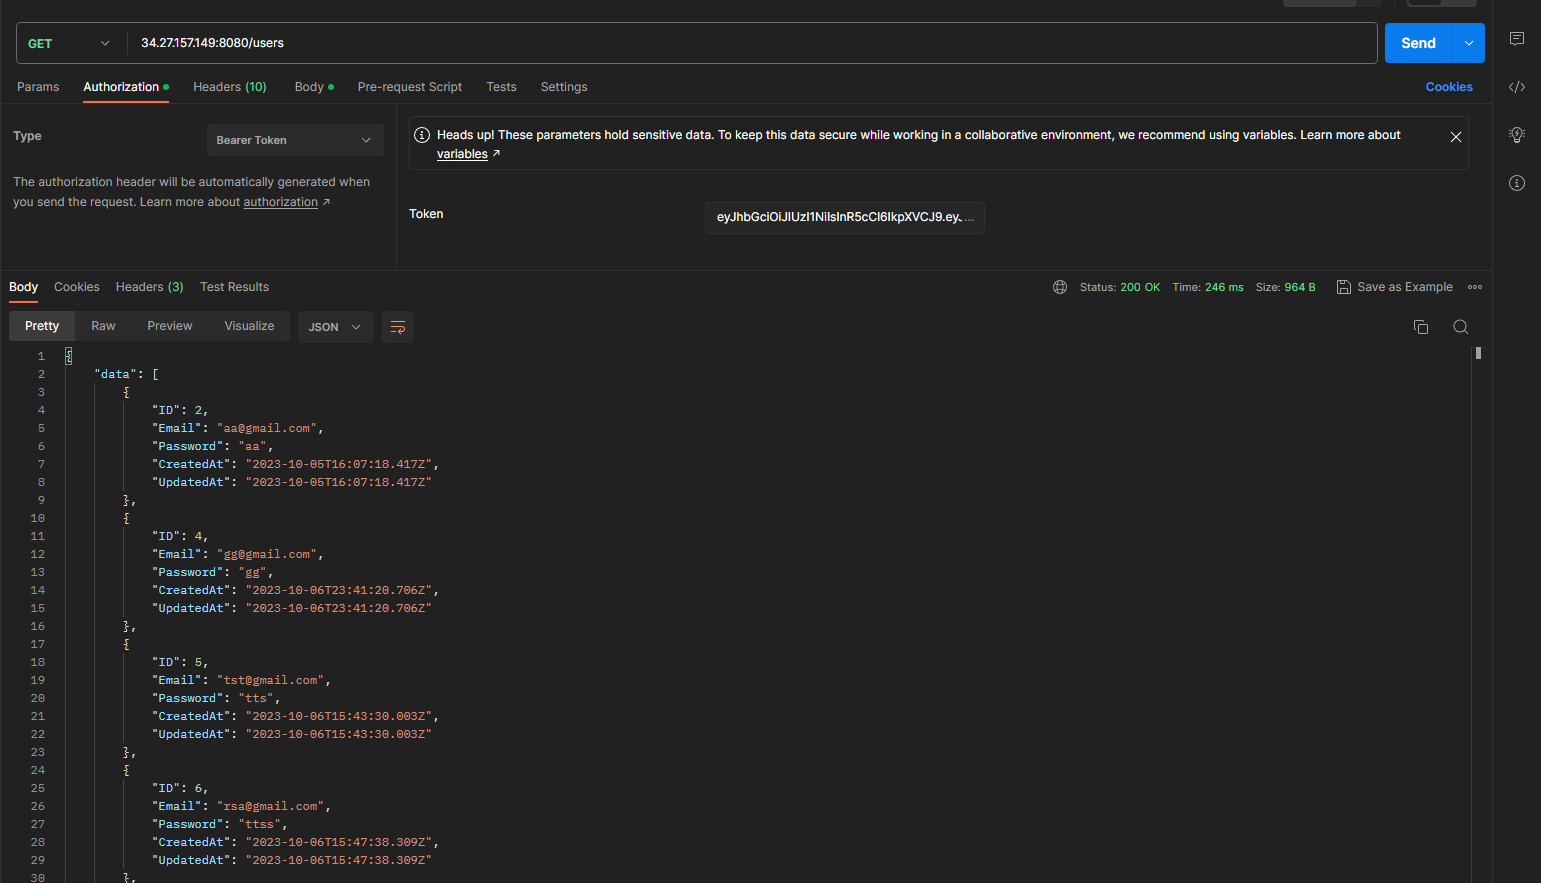 GET 34.27.157.149:8080/users Send
Params Authorization Headers (10) Body Pre-request Script Tests Settings Cookies
Type Bearer Token
The authorization header will be automatically generated when
you send the request. Learn more about authorization ↗
Heads up! These parameters hold sensitive data. To keep this data secure while working in a collaborative environment, we recommend using variables. Learn more about
variables ↗
Token eyJhbGciOiJIUzI1NiIsInR5cCI6IkpXVCJ9.eyJ ...
Body Cookies Headers (3) Test Results Status: 200 OK Time: 246 ms Size: 964 B Save as Example
Pretty Raw Preview Visualize JSON
1 {
2 "data": [
3 {
4 "ID": 2,
5 "Email": "aa@gmail.com",
6 "Password": "aa",
7 "CreatedAt": "2023-10-05T16:07:18.417Z",
8 "UpdatedAt": "2023-10-05T16:07:18.417Z"
9 },
10 {
11 "ID": 4,
12 "Email": "gg@gmail.com",
13 "Password": "gg",
14 "CreatedAt": "2023-10-06T23:41:20.706Z",
15 "UpdatedAt": "2023-10-06T23:41:20.706Z"
16 },
17 {
18 "ID": 5,
19 "Email": "tst@gmail.com",
20 "Password": "tts",
21 "CreatedAt": "2023-10-06T15:43:30.003Z",
22 "UpdatedAt": "2023-10-06T15:43:30.003Z"
23 },
24 {
25 "ID": 6,
26 "Email": "rsa@gmail.com",
27 "Password": "ttss",
28 "CreatedAt": "2023-10-06T15:47:38.309Z",
29 "UpdatedAt": "2023-10-06T15:47:38.309Z"
30 },